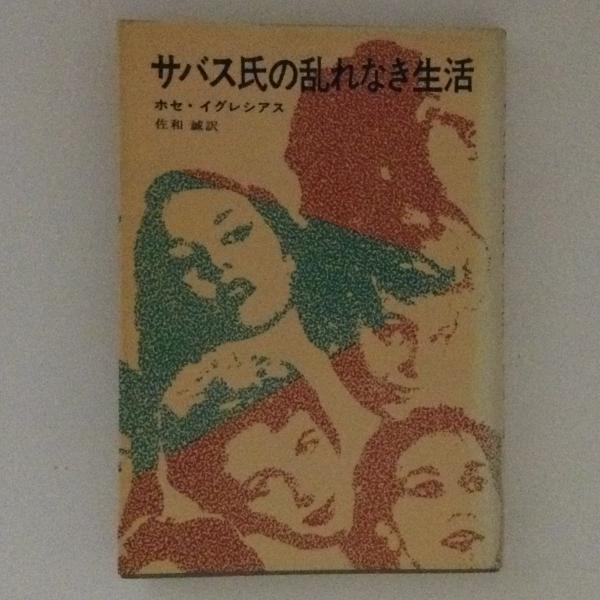 サバス氏の乱れなき生活
ホセ・イグレシアス
佐和 誠訳